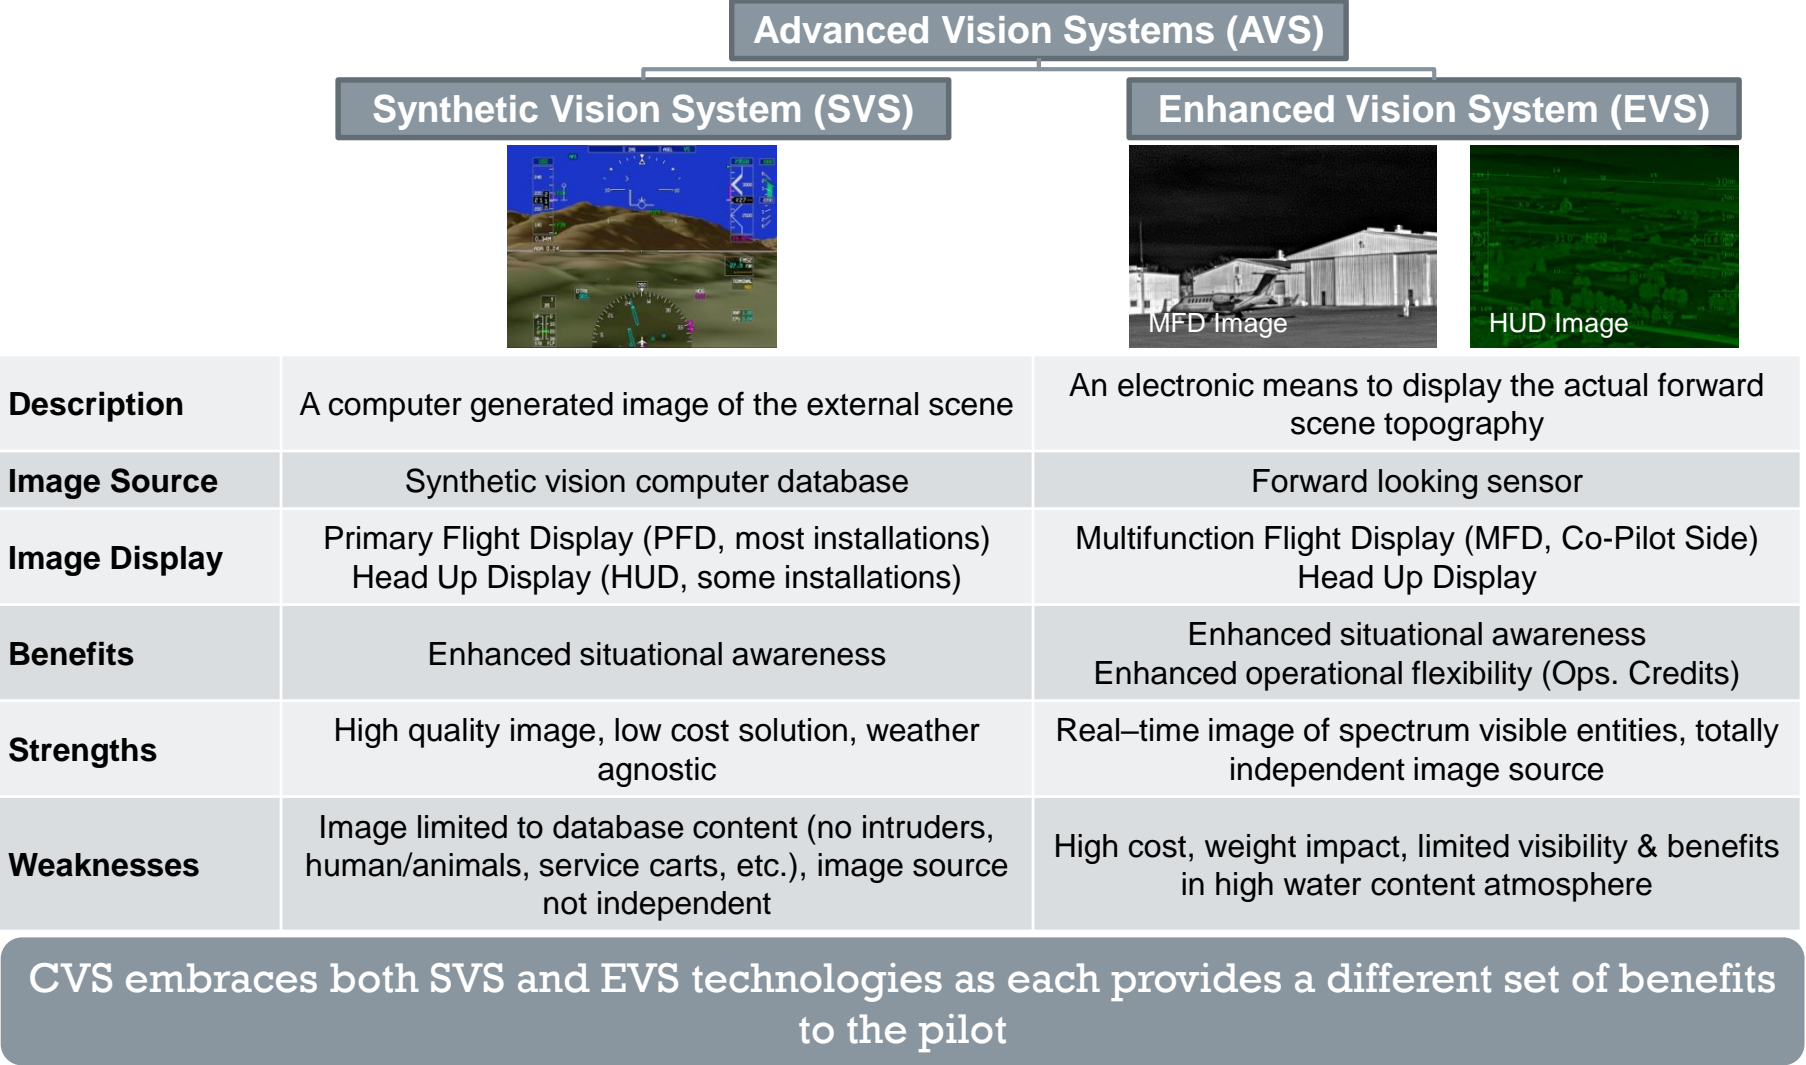 Advanced Vision Systems (AVS)
Synthetic Vision System (SVS)
Enhanced Vision System (EVS)
MFD Image
HUD Image
Description
A computer generated image of the external scene
An electronic means to display the actual forward
scene topography
Image Source
Synthetic vision computer database
Forward looking sensor
Image Display
Primary Flight Display (PFD, most installations)
Head Up Display (HUD, some installations)
Multifunction Flight Display (MFD, Co-Pilot Side)
Head Up Display
Benefits
Enhanced situational awareness
Enhanced situational awareness
Enhanced operational flexibility (Ops. Credits)
Strengths
High quality image, low cost solution, weather
agnostic
Real–time image of spectrum visible entities, totally
independent image source
Weaknesses
Image limited to database content (no intruders,
human/animals, service carts, etc.), image source
not independent
High cost, weight impact, limited visibility & benefits
in high water content atmosphere
CVS embraces both SVS and EVS technologies as each provides a different set of benefits
to the pilot